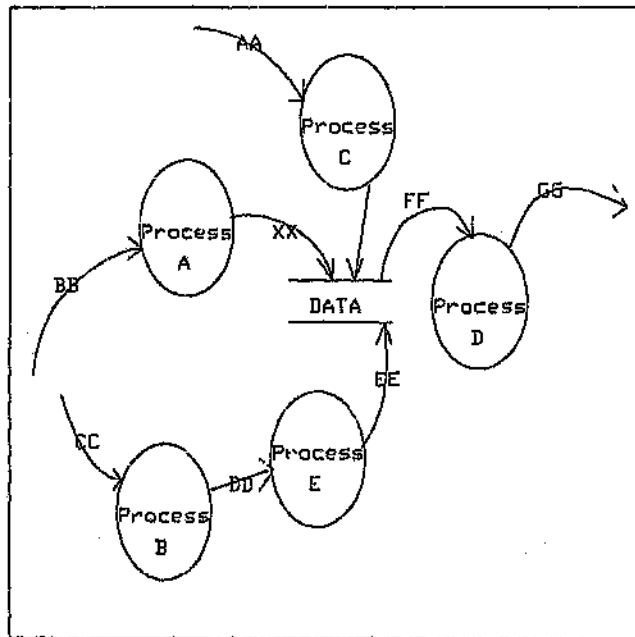 AA
Process
C
FF
GG
Process
A
XX
BB
DATA
Process
D
EE
CC
Process
E
DD
Process
B